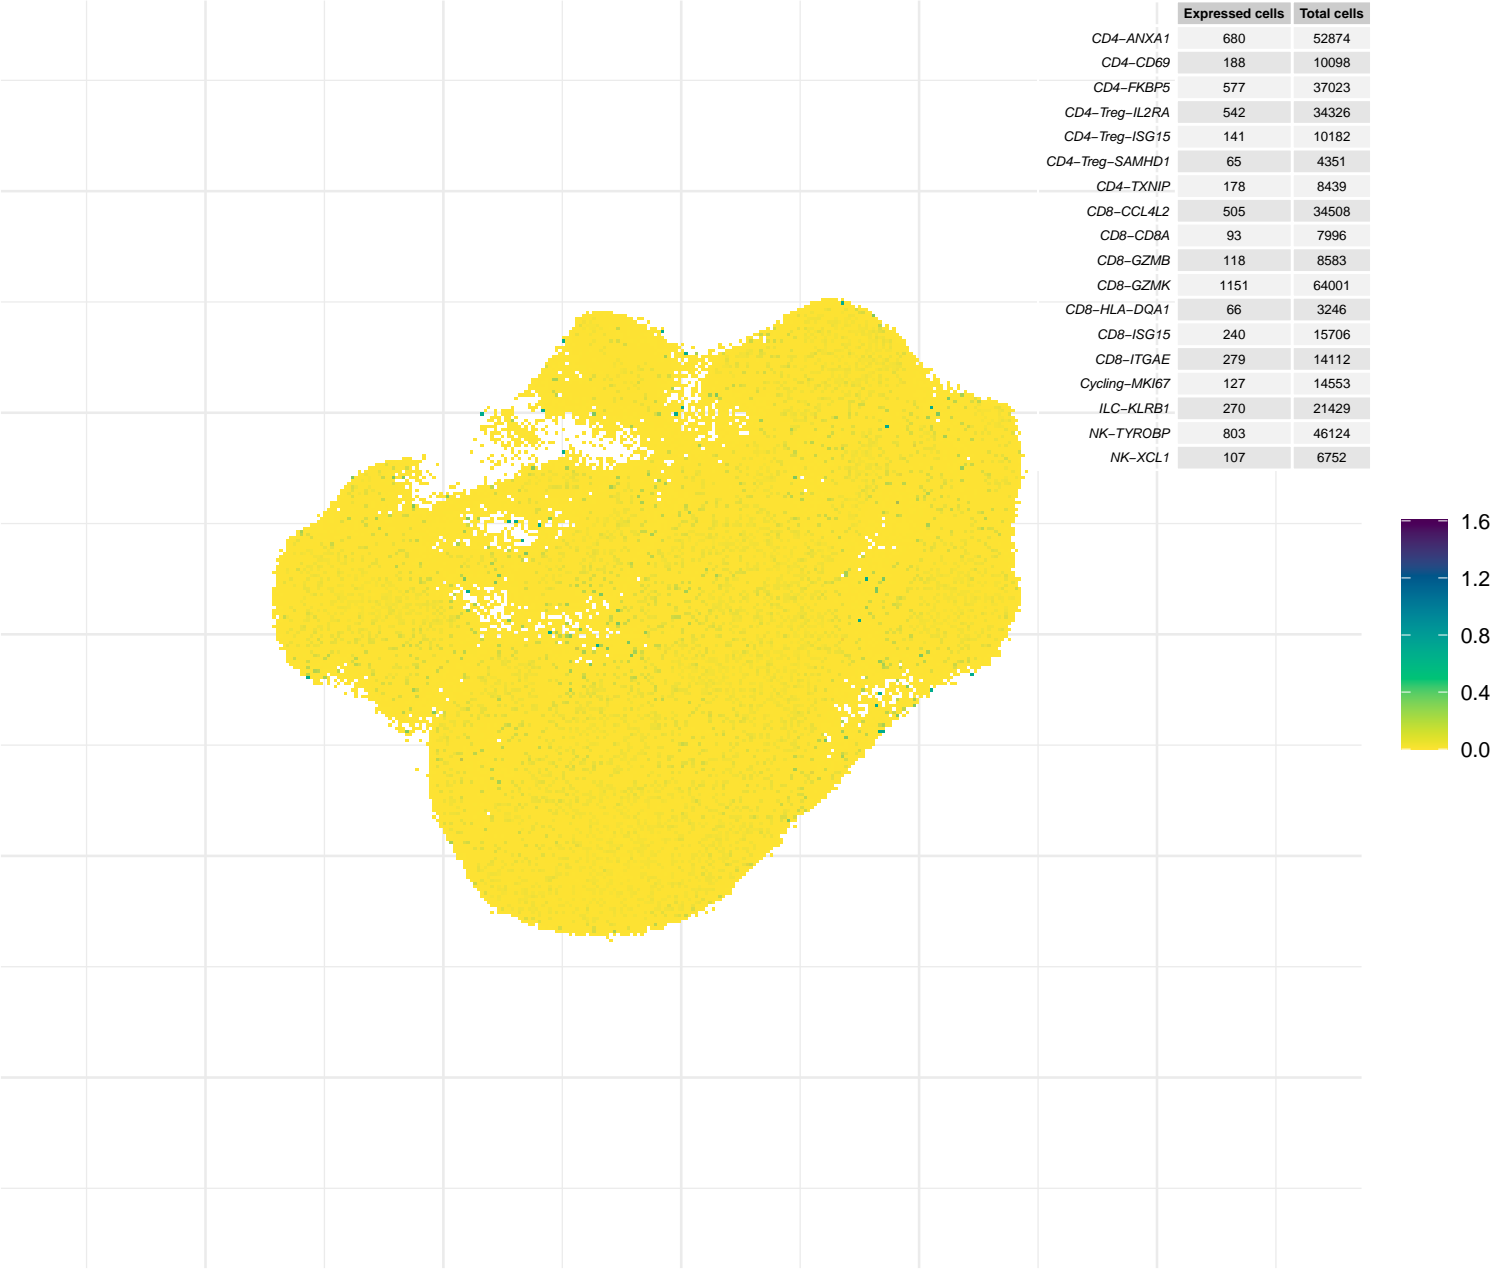 Expressed cells Total cells
CD4−ANXA1 680 52874
CD4−CD69 188 10098
CD4−FKBP5 577 37023
CD4−Treg−IL2RA 542 34326
CD4−Treg−ISG15 141 10182
CD4−Treg−SAMHD1 65 4351
CD4−TXNIP 178 8439
CD8−CCL4L2 505 34508
CD8−CD8A 93 7996
CD8−GZMB 118 8583
CD8−GZMK 1151 64001
CD8−HLA−DQA1 66 3246
CD8−ISG15 240 15706
CD8−ITGAE 279 14112
Cycling−MKI67 127 14553
ILC−KLRB1 270 21429
NK−TYROBP 803 46124
NK−XCL1 107 6752
1.6
1.2
0.8
0.4
0.0